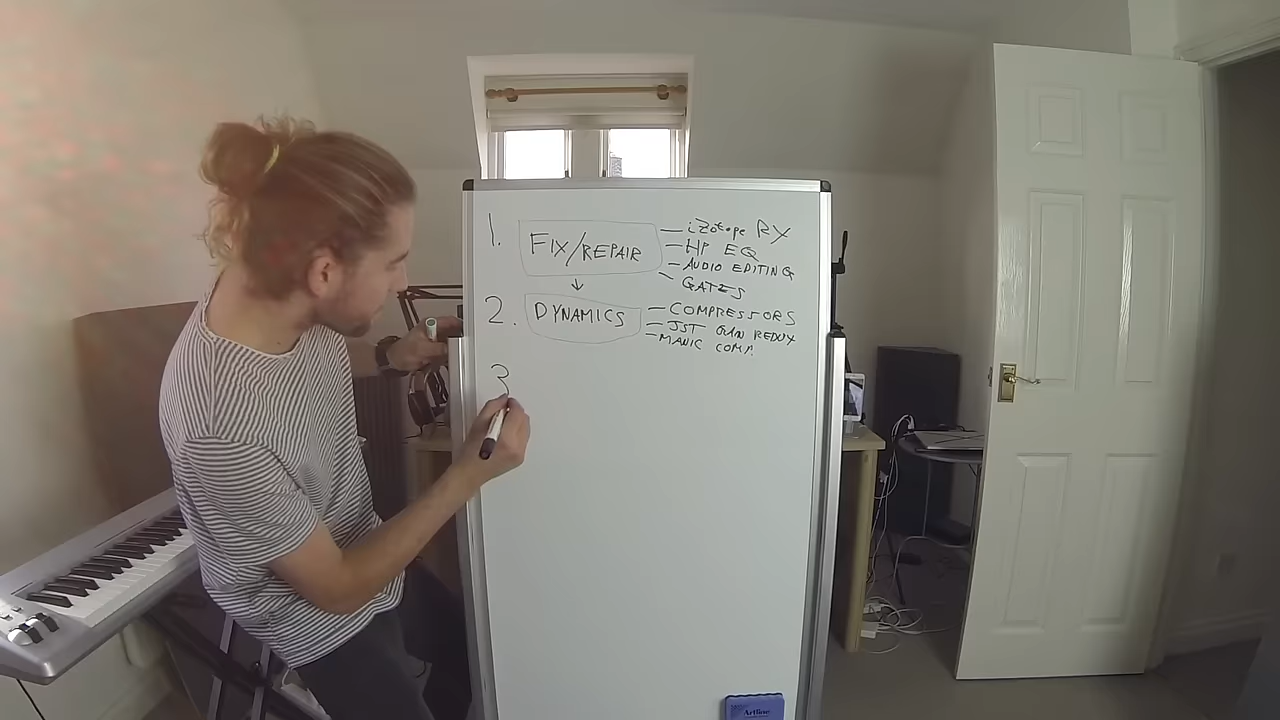 1. FIX/REPAIR
- iZotope RX
- HP EQ
- AUDIO EDITING
- GATES
↓
2. DYNAMICS
- COMPRESSORS
- JST GAIN REDUX
- MANIC COMP.
3
Artline